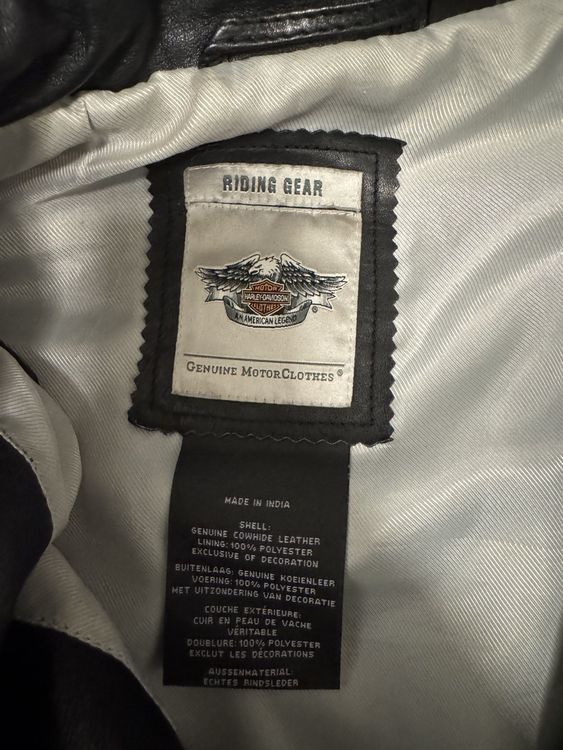 RIDING GEAR
MOTOR
HARLEY-DAVIDSON
CLOTHES
AN AMERICAN LEGEND
®
GENUINE MOTORCLOTHES®
MADE IN INDIA
SHELL:
GENUINE COWHIDE LEATHER
LINING: 100% POLYESTER
EXCLUSIVE OF DECORATION
BUITENLAAG: GENUINE KOEIENLEER
VOERING: 100% POLYESTER
MET UITZONDERING VAN DECORATIE
COUCHE EXTÉRIEURE:
CUIR EN PEAU DE VACHE
VÉRITABLE
DOUBLURE: 100% POLYESTER
EXCLUT LES DÉCORATIONS
AUSSENMATERIAL:
ECHTES RINDSLEDER